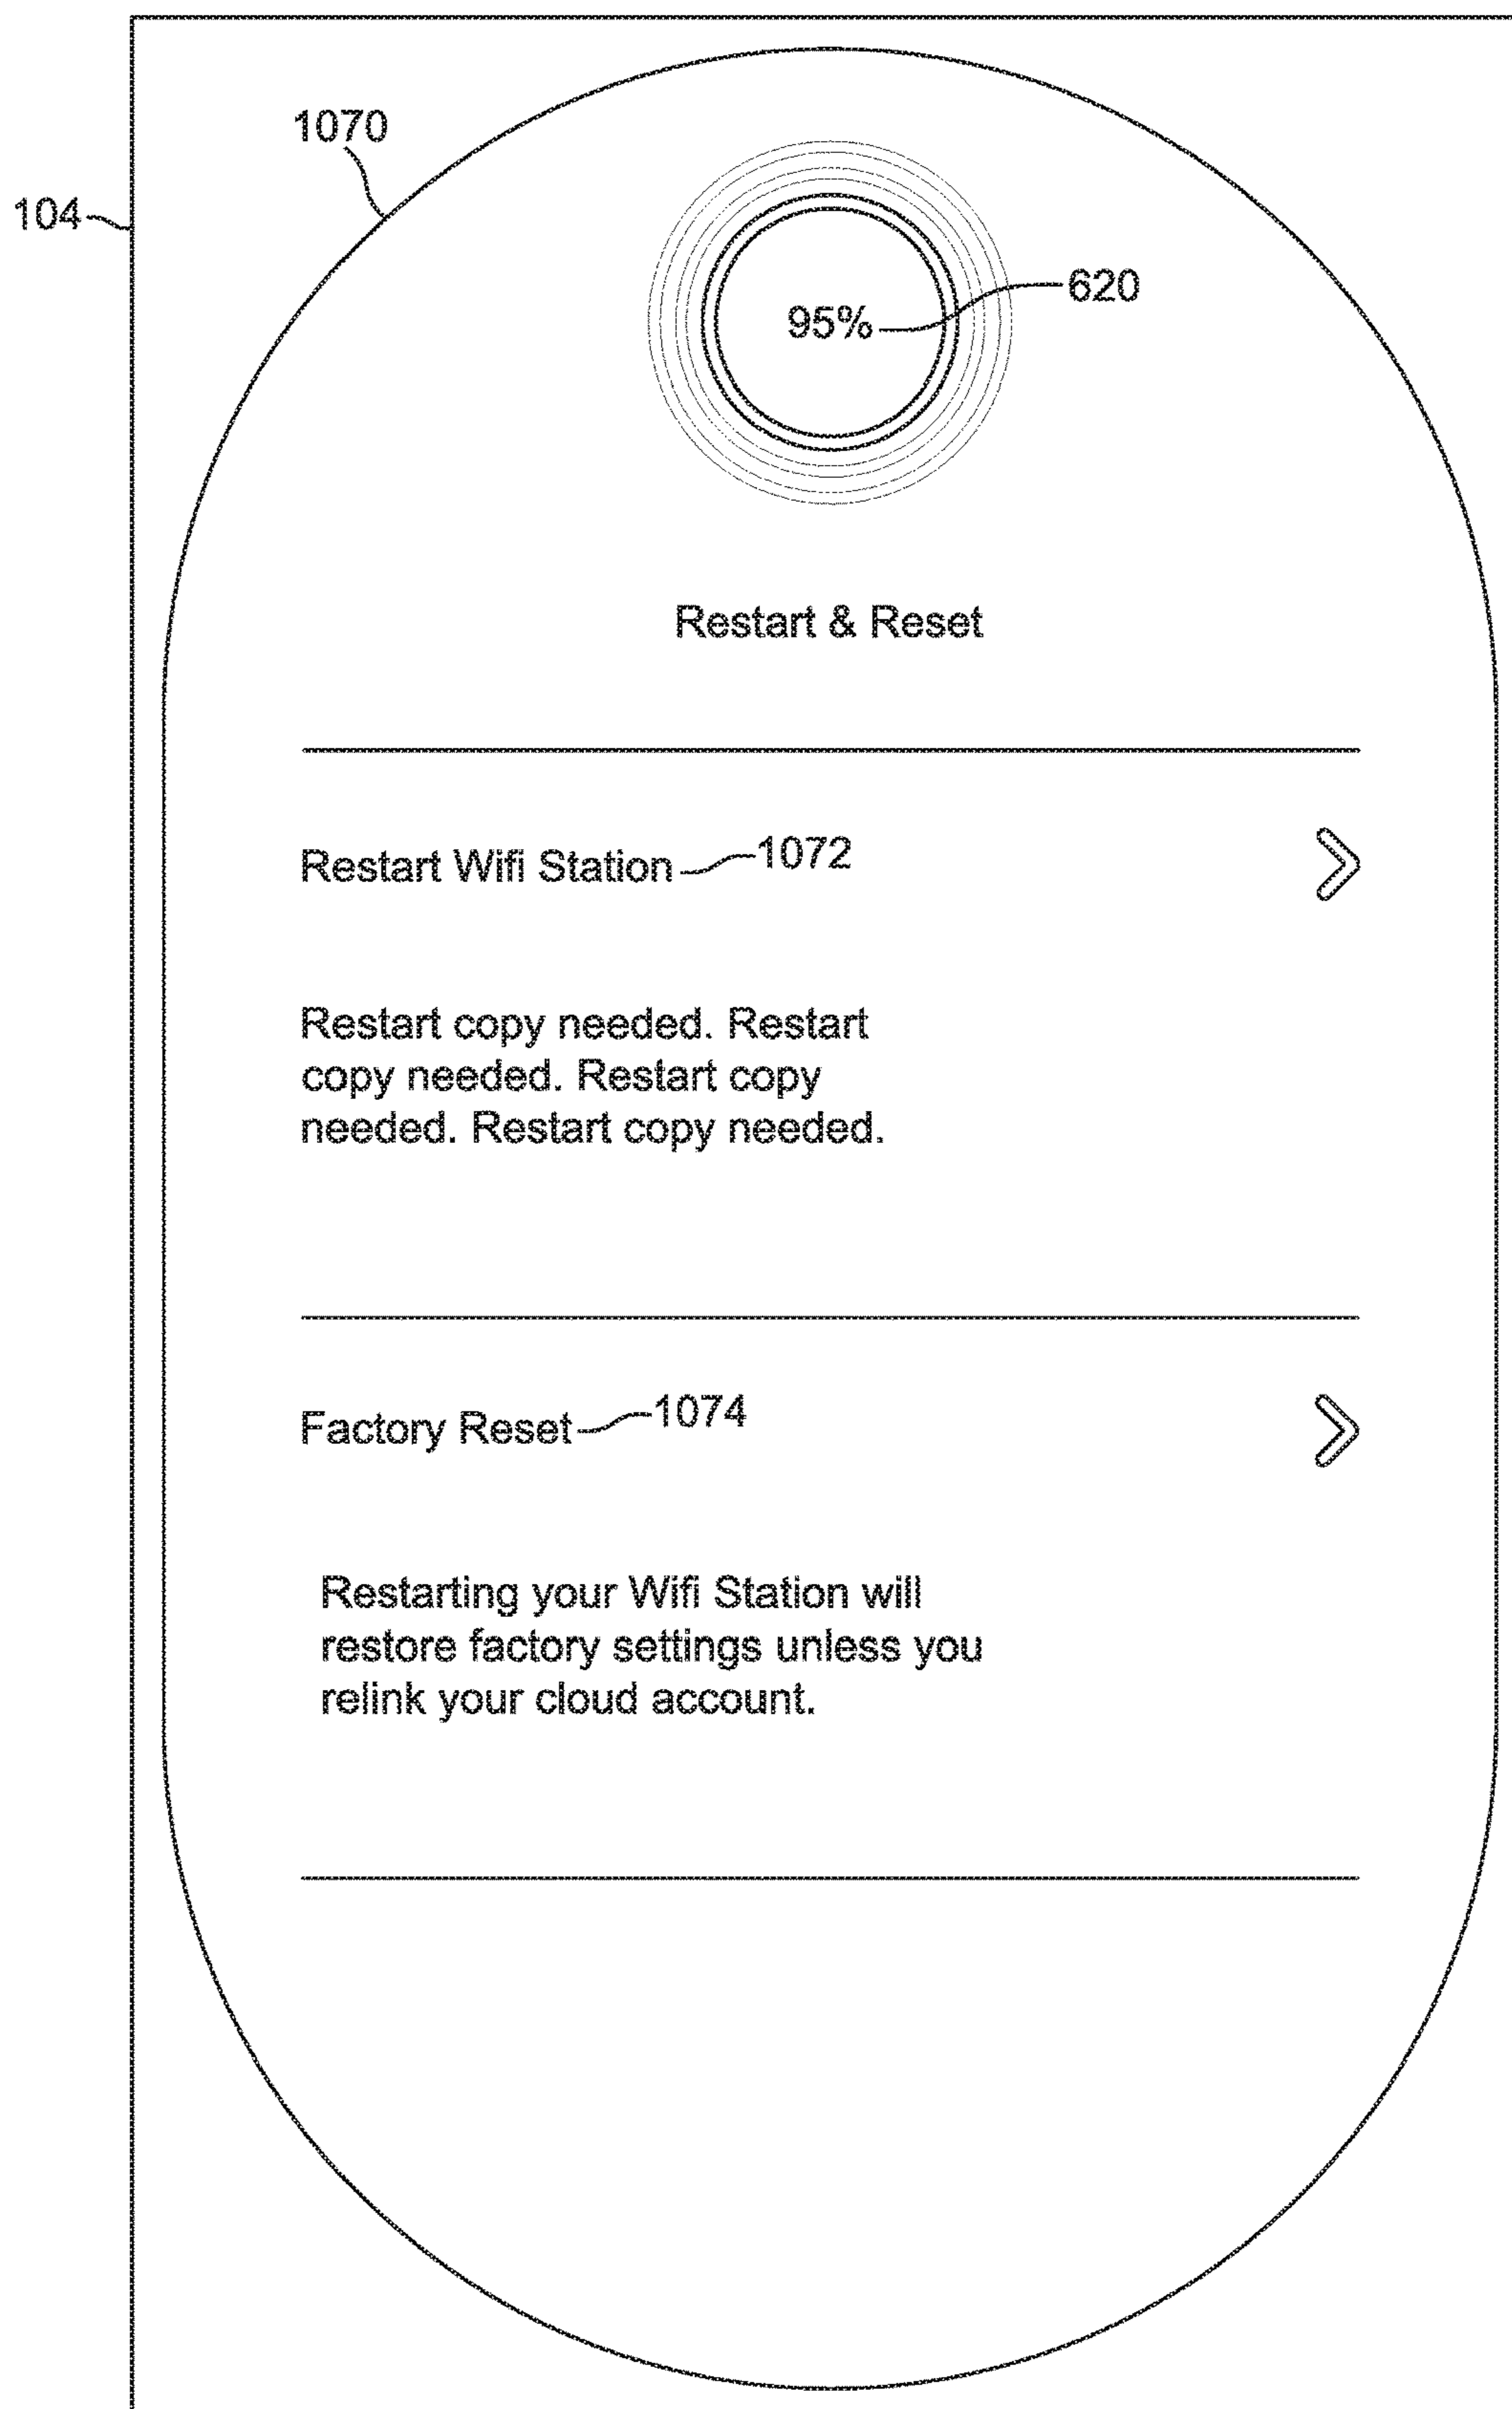 1070
104
620
95%
Restart & Reset
Restart Wifi Station 1072
Restart copy needed. Restart
copy needed. Restart copy
needed. Restart copy needed.
Factory Reset 1074
Restarting your Wifi Station will
restore factory settings unless you
relink your cloud account.